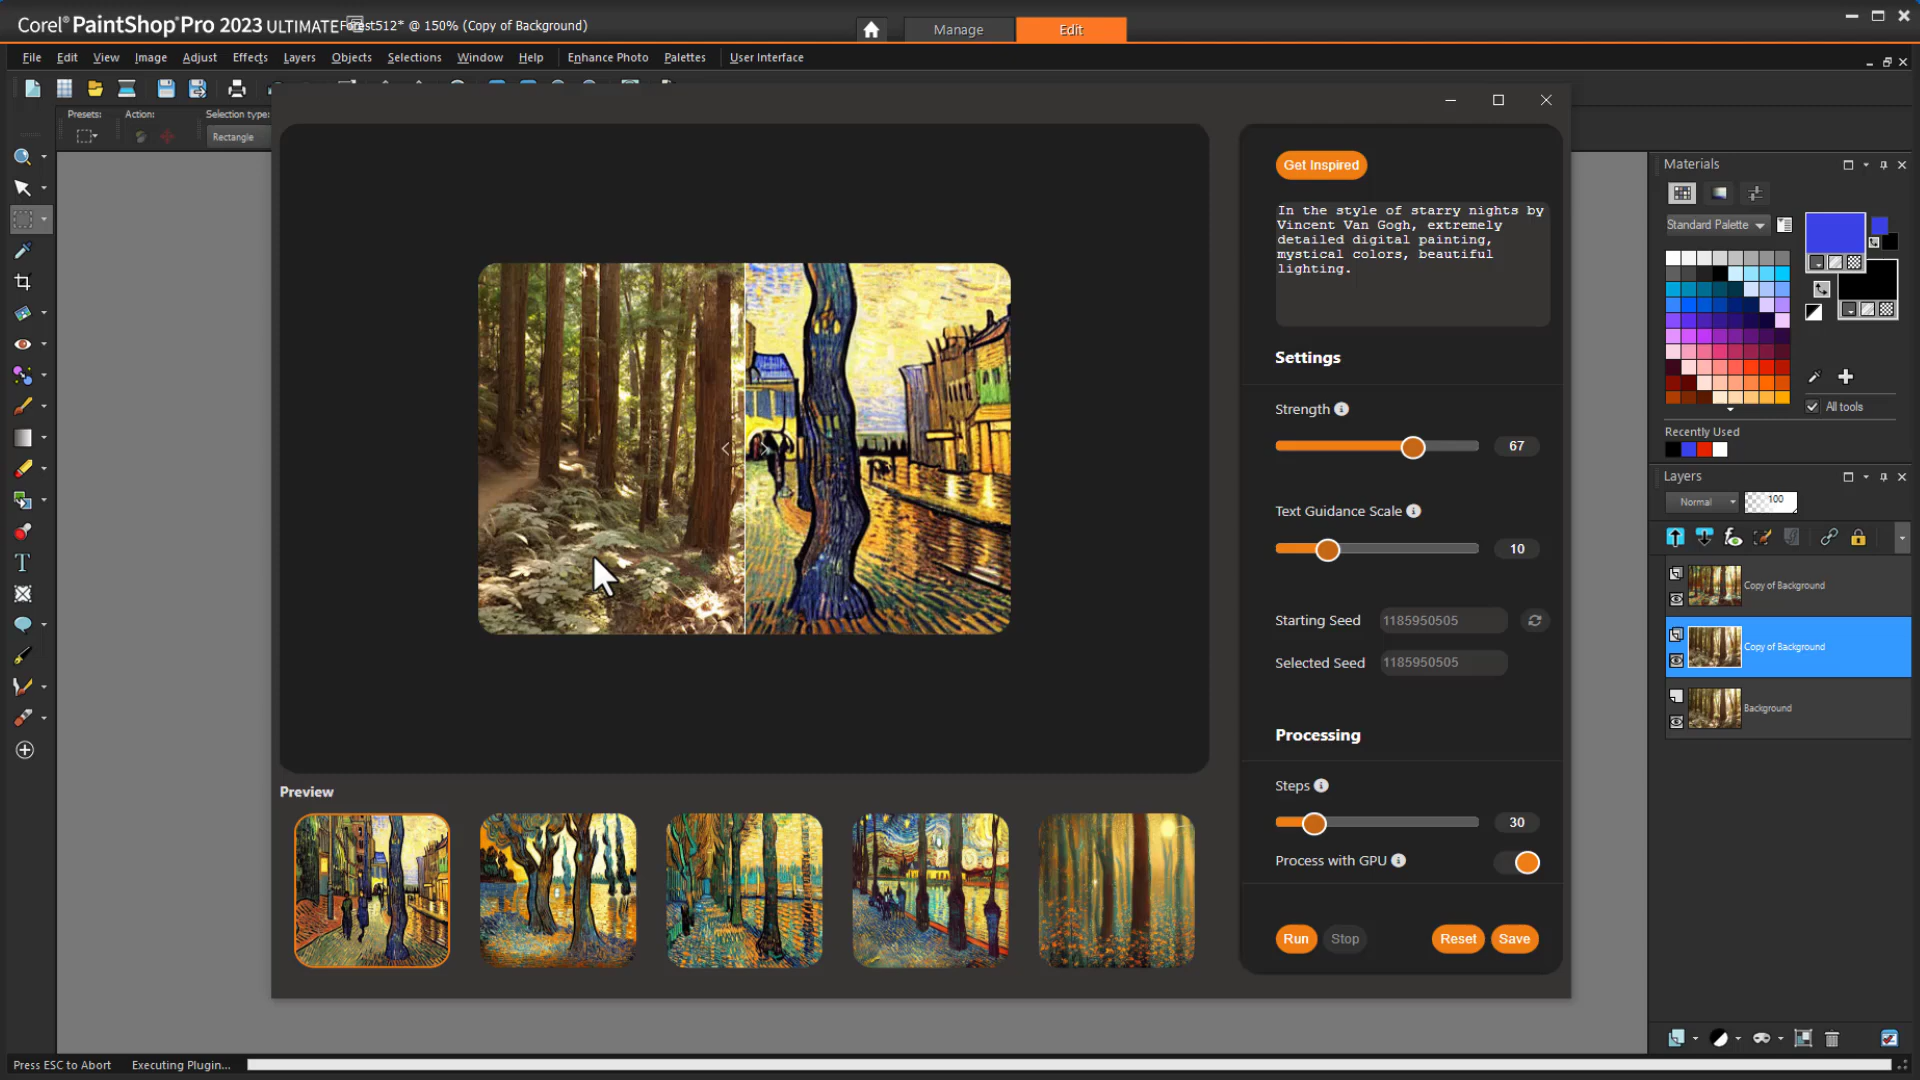 Corel® PaintShop® Pro 2023 ULTIMATE
Forest512* @ 150% (Copy of Background)
Manage
Edit
File
Edit
View
Image
Adjust
Effects
Layers
Objects
Selections
Window
Help
Enhance Photo
Palettes
User Interface
Presets:
Action:
Selection type:
Rectangle
Get Inspired
In the style of starry nights by
Vincent Van Gogh, extremely
detailed digital painting,
mystical colors, beautiful
lighting.
Settings
Strength
67
Text Guidance Scale
10
Starting Seed
1185950505
Selected Seed
1185950505
Processing
Steps
30
Process with GPU
Run
Stop
Reset
Save
Preview
Materials
Standard Palette
All tools
Recently Used
Layers
Normal
100
Copy of Background
Copy of Background
Background
Press ESC to Abort
Executing Plugin...